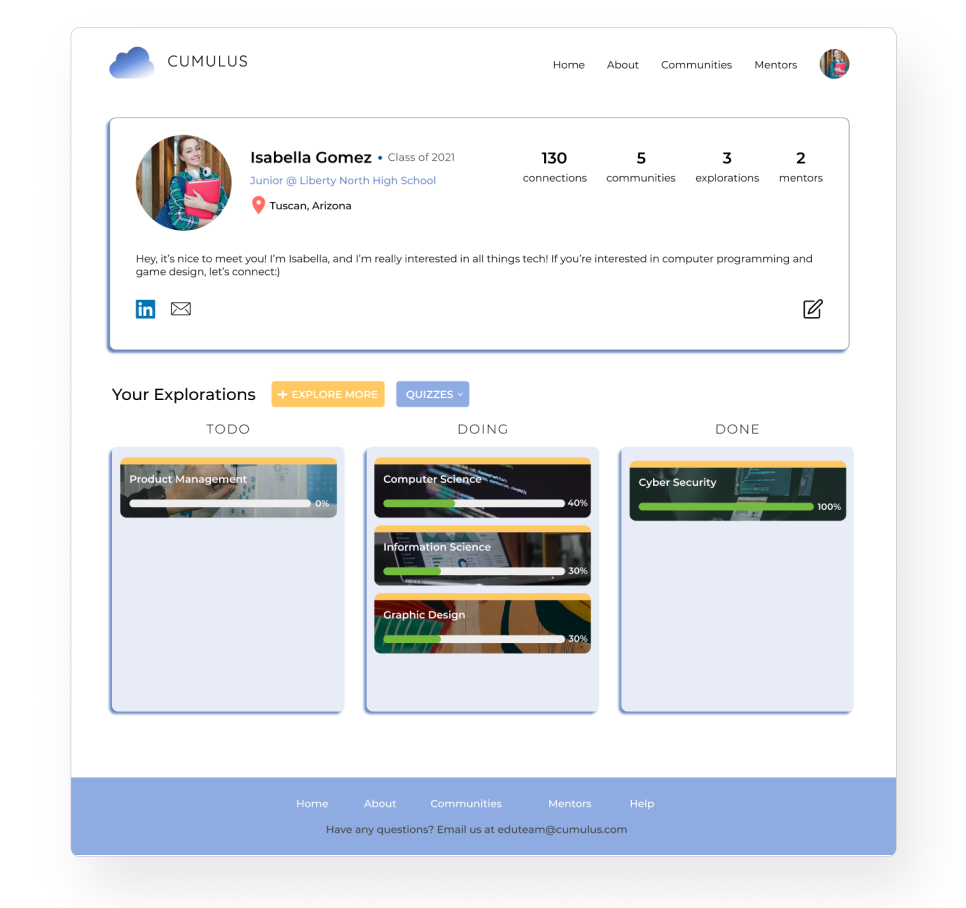 CUMULUS
Home About Communities Mentors
Isabella Gomez • Class of 2021
Junior @ Liberty North High School
Tuscan, Arizona
130 5 3 2
connections communities explorations mentors
Hey, it's nice to meet you! I'm Isabella, and I'm really interested in all things tech! If you're interested in computer programming and
game design, let's connect:)
in
Your Explorations + EXPLORE MORE QUIZZES
TODO DOING DONE
Product Management
0%
Computer Science
40%
Information Science
30%
Graphic Design
30%
Cyber Security
100%
Home About Communities Mentors Help
Have any questions? Email us at eduteam@cumulus.com